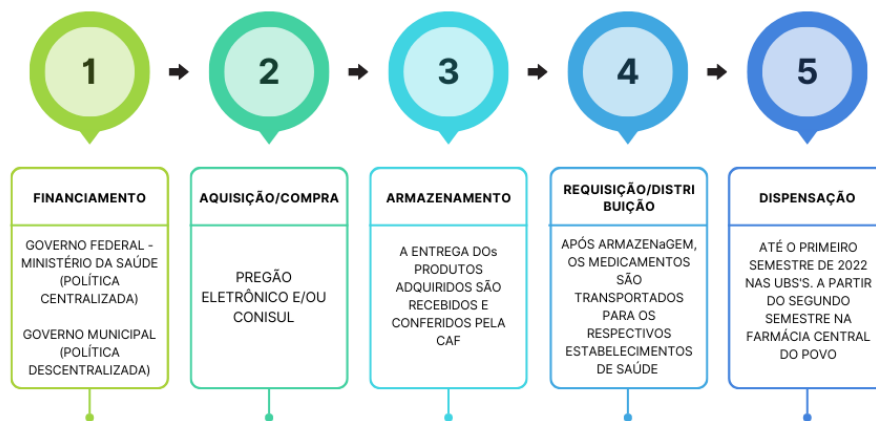 1
2
3
4
5
FINANCIAMENTO
GOVERNO FEDERAL -
MINISTÉRIO DA SAÚDE
(POLÍTICA
CENTRALIZADA)
GOVERNO MUNICIPAL
(POLÍTICA
DESCENTRALIZADA)
AQUISIÇÃO/COMPRA
PREGÃO
ELETRÔNICO E/OU
CONISUL
ARMAZENAMENTO
A ENTREGA DOs
PRODUTOS
ADQUIRIDOS SÃO
RECEBIDOS E
CONFERIDOS PELA
CAF
REQUISIÇÃO/DISTRI
BUIÇÃO
APÓS ARMAZENaGEM,
OS MEDICAMENTOS
SÃO
TRANSPORTADOS
PARA OS
RESPECTIVOS
ESTABELECIMENTOS
DE SAÚDE
DISPENSAÇÃO
ATÉ O PRIMEIRO
SEMESTRE DE 2022
NAS UBS'S. A PARTIR
DO SEGUNDO
SEMESTRE NA
FARMÁCIA CENTRAL
DO POVO